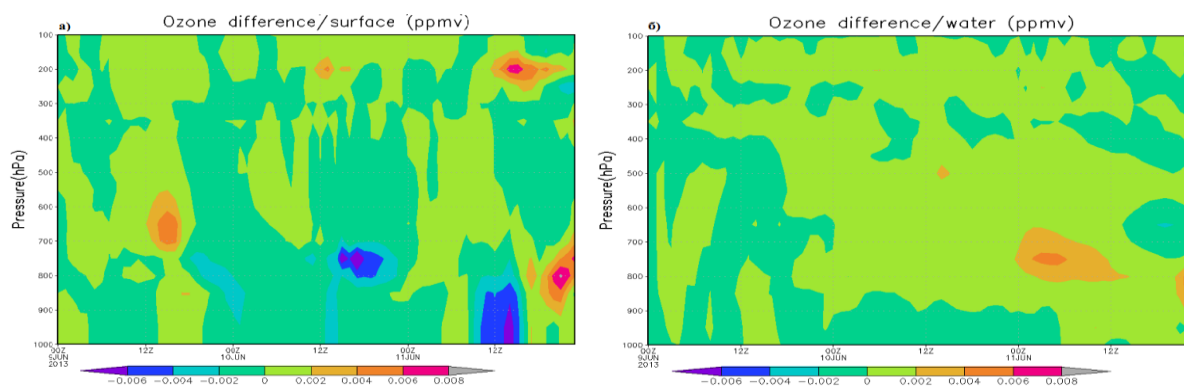 а)
Ozone difference/surface (ppmv)
Pressure(hPa)
100
200
300
400
500
600
700
800
900
1000
00Z
9JUN
2013
12Z
00Z
10JUN
12Z
00Z
11JUN
12Z
−0.006 −0.004 −0.002 0 0.002 0.004 0.006 0.008
б)
Ozone difference/water (ppmv)
Pressure(hPa)
100
200
300
400
500
600
700
800
900
1000
00Z
9JUN
2013
12Z
00Z
10JUN
12Z
00Z
11JUN
12Z
−0.006 −0.004 −0.002 0 0.002 0.004 0.006 0.008